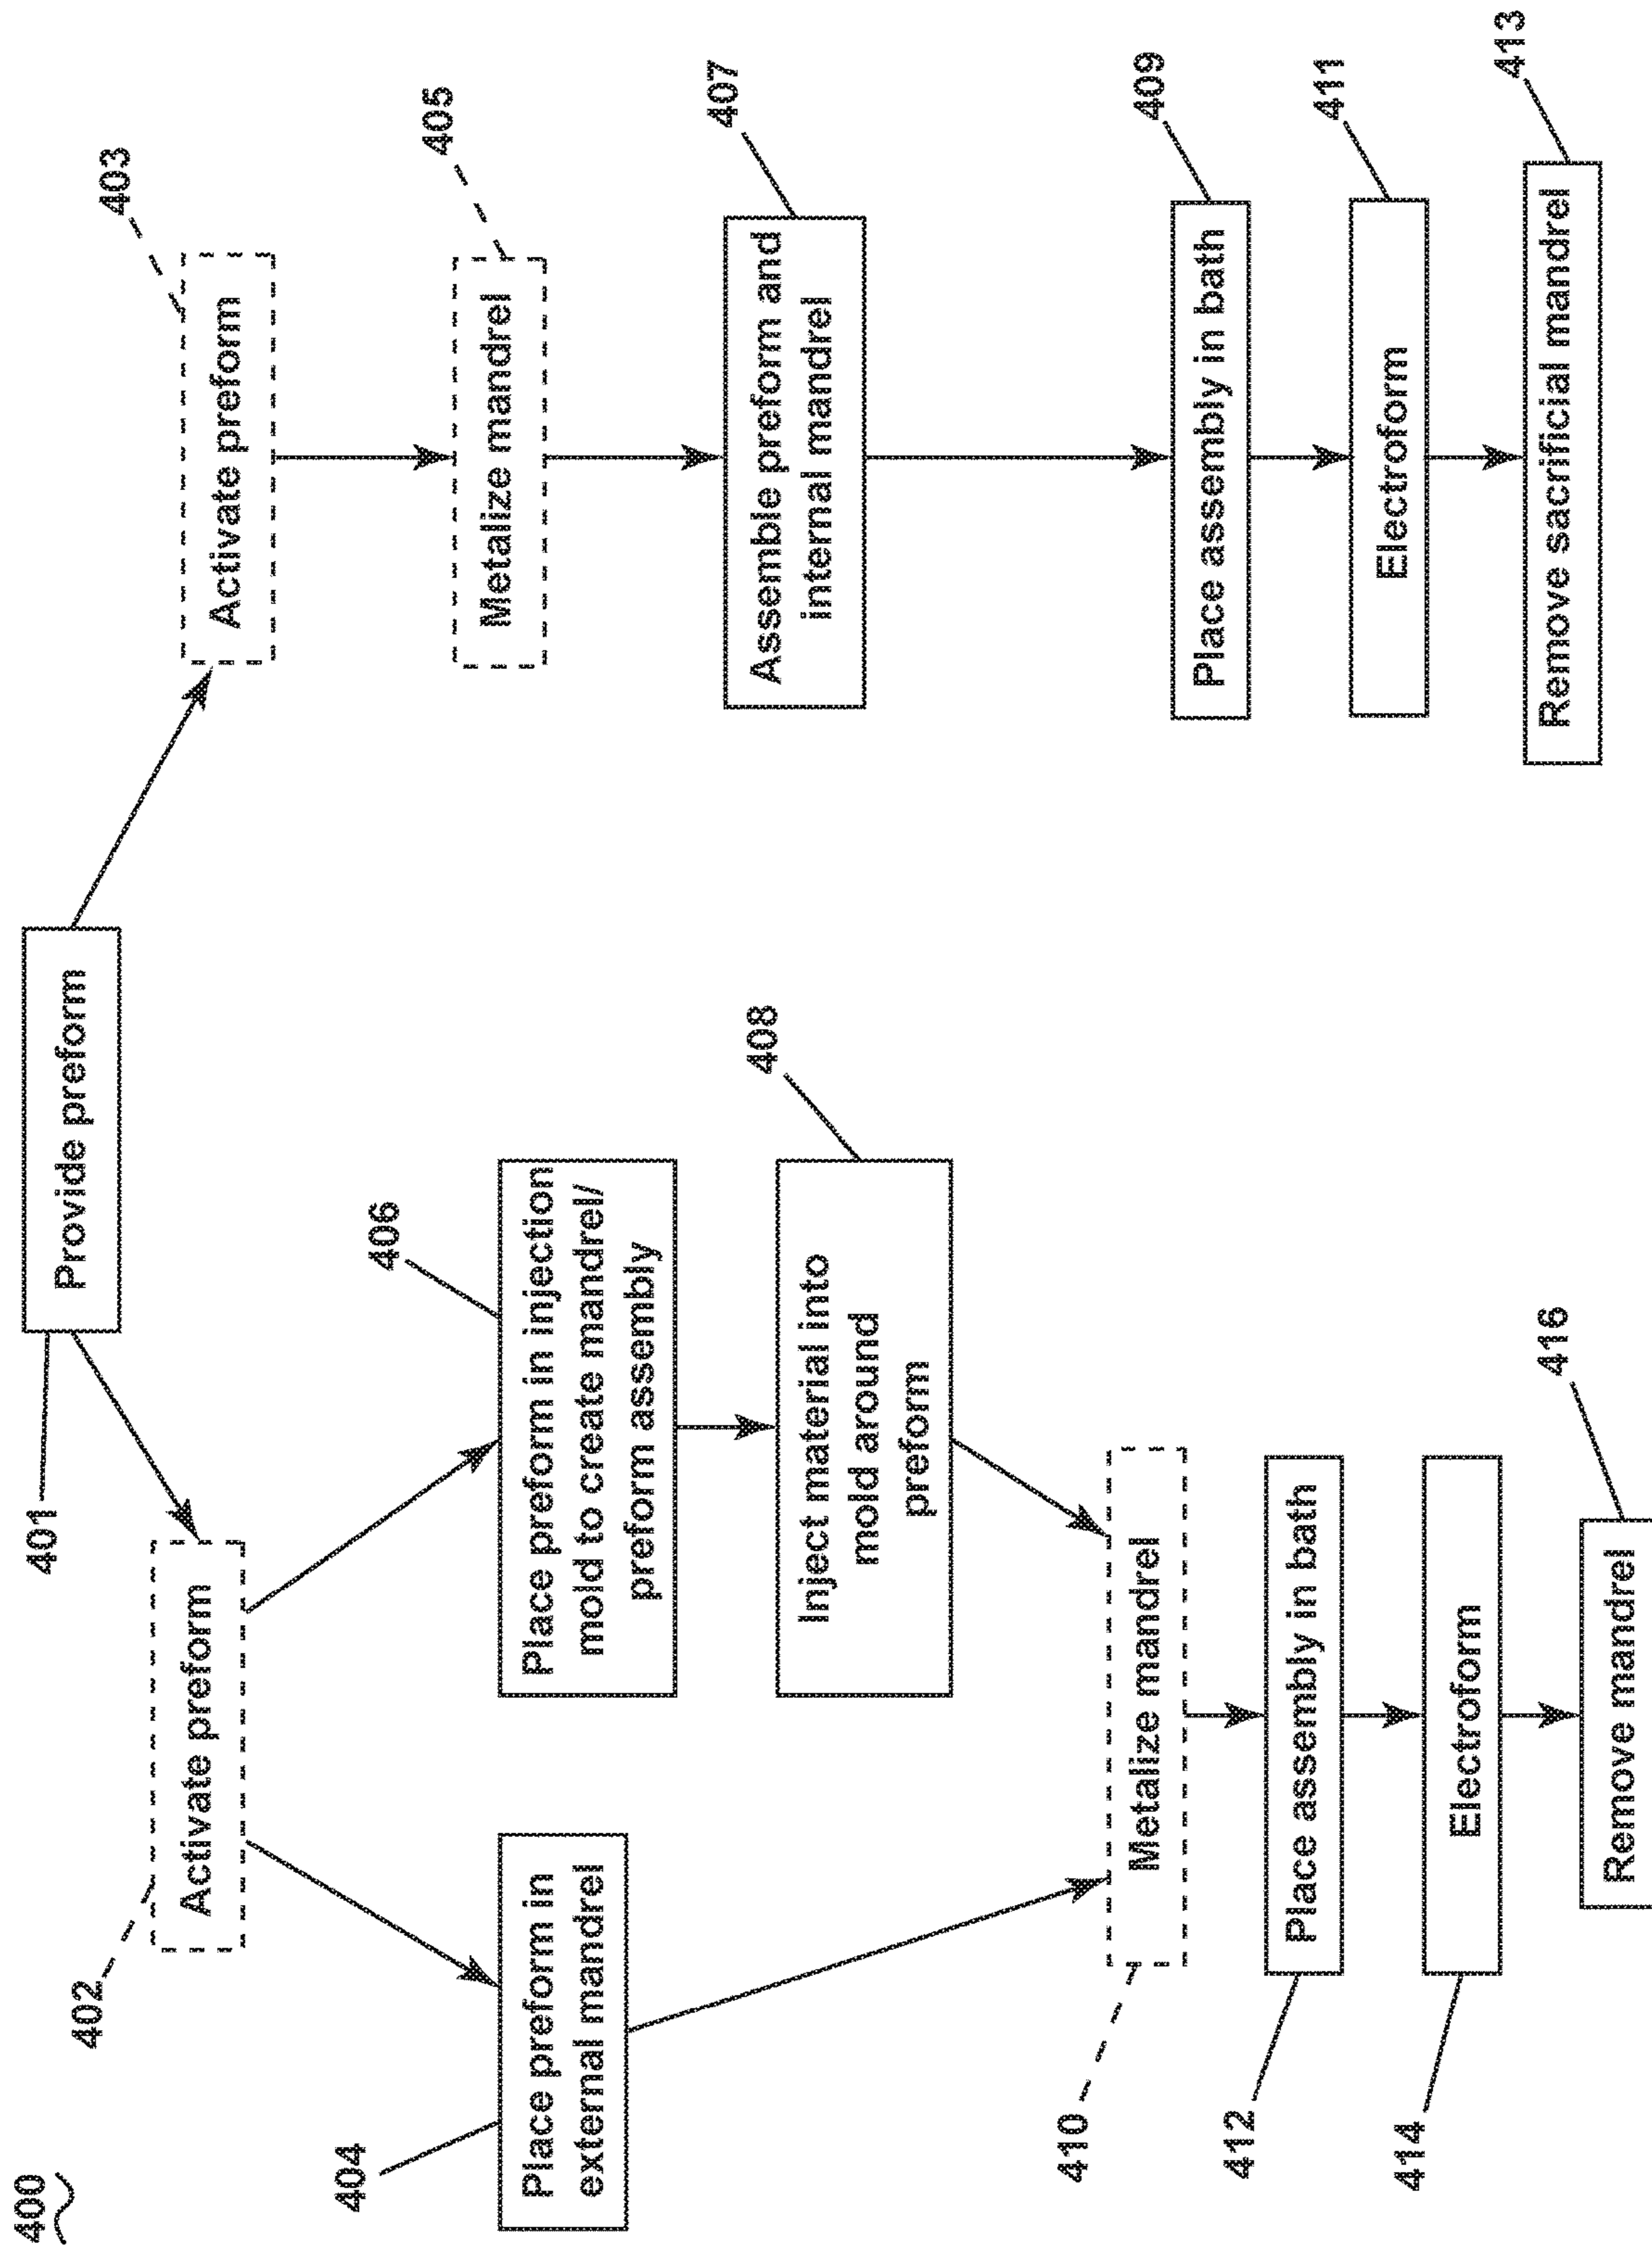 400
401
Provide preform
402
Activate preform
403
Activate preform
404
Place preform in
external mandrel
406
Place preform in injection
mold to create mandrel/
preform assembly
405
Metalize mandrel
408
Inject material into
mold around
preform
407
Assemble preform and
internal mandrel
410
Metalize mandrel
412
Place assembly in bath
409
Place assembly in bath
414
Electroform
411
Electroform
416
Remove mandrel
413
Remove sacrificial mandrel